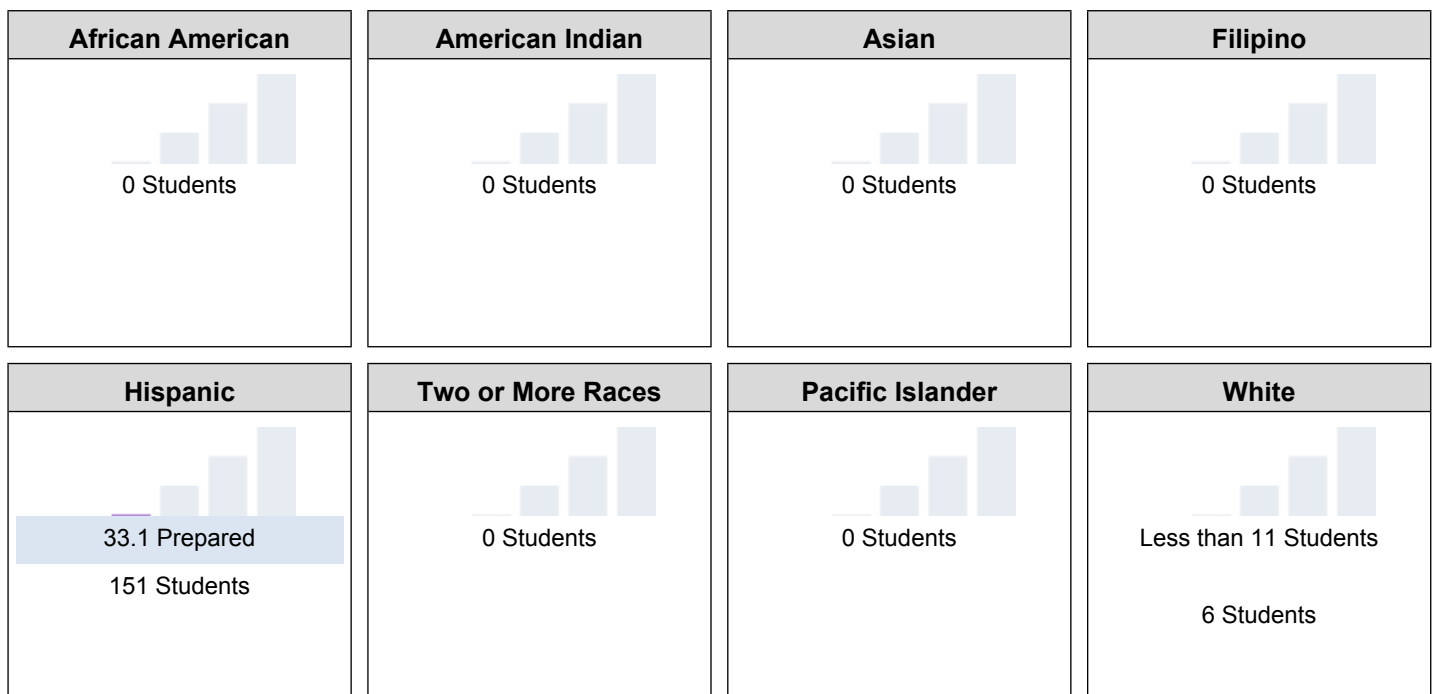 African American
American Indian
Asian
Filipino
0 Students
0 Students
0 Students
0 Students
Hispanic
Two or More Races
Pacific Islander
White
33.1 Prepared
151 Students
0 Students
0 Students
Less than 11 Students
6 Students